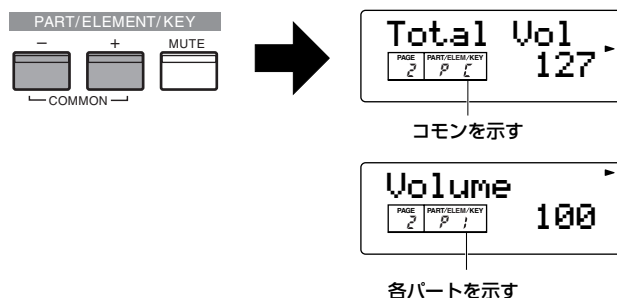 PART/ELEMENT/KEY
− + MUTE
COMMON
Total Vol
PAGE PART/ELEM/KEY
2 P C 127
コモンを示す
Volume
PAGE PART/ELEM/KEY
2 P 1 100
各パートを示す